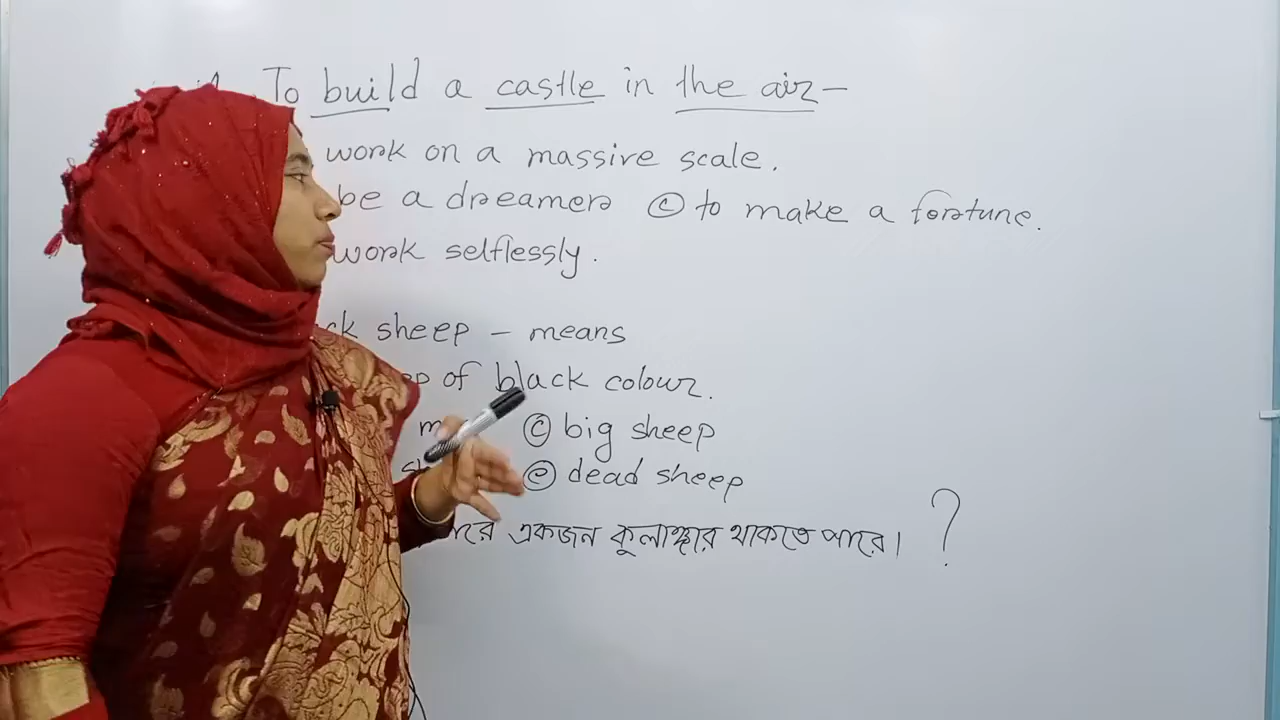 To build a castle in the air—
work on a massive scale.
be a dreamer ⓒ to make a fortune.
work selflessly.
ck sheep – means
ep of black colour.
m ⓒ big sheep
ⓔ dead sheep
রে একজন কুলাঙ্গার থাকতে পারে। ?